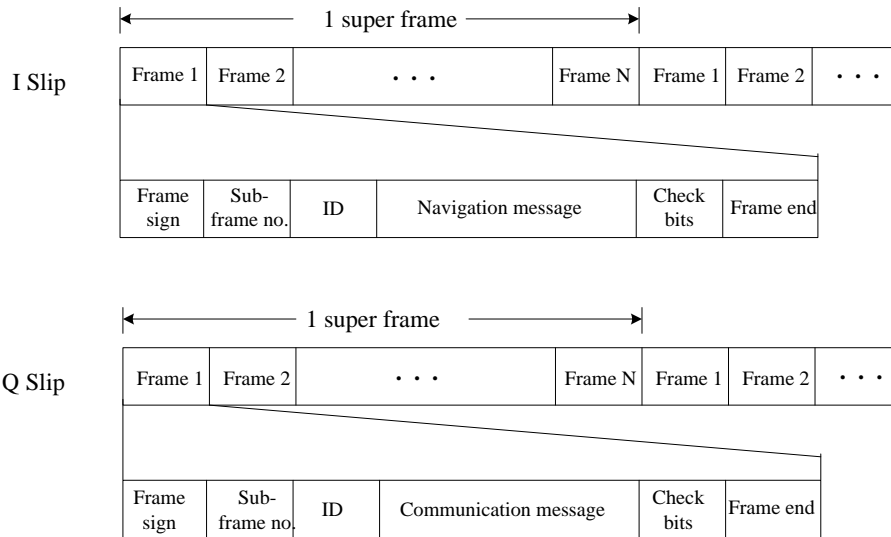 1 super frame
I Slip
Frame 1 Frame 2 · · · Frame N Frame 1 Frame 2 · · ·
Frame sign Sub-frame no. ID Navigation message Check bits Frame end
1 super frame
Q Slip
Frame 1 Frame 2 · · · Frame N Frame 1 Frame 2 · · ·
Frame sign Sub-frame no. ID Communication message Check bits Frame end